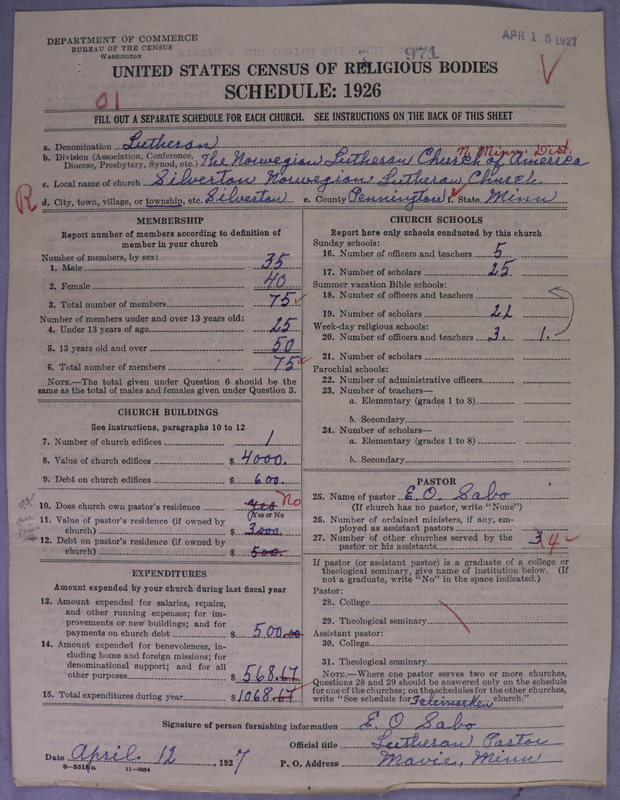 DEPARTMENT OF COMMERCE
BUREAU OF THE CENSUS
WASHINGTON
971
APR 15 1927
UNITED STATES CENSUS OF RELIGIOUS BODIES
SCHEDULE: 1926
01
FILL OUT A SEPARATE SCHEDULE FOR EACH CHURCH. SEE INSTRUCTIONS ON THE BACK OF THIS SHEET
a. Denomination Lutheran
N. Minn. Dist.
b. Division (Association, Conference, Diocese, Presbytery, Synod, etc.) The Norwegian Lutheran Church of America
c. Local name of church Silverton Norwegian Lutheran Church
R
d. City, town, village, or township, etc. Silverton e. County Pennington f. State Minn
MEMBERSHIP
Report number of members according to definition of
member in your church
Number of members, by sex:
1. Male 35
2. Female 40
3. Total number of members 75
Number of members under and over 13 years old:
4. Under 13 years of age 25
5. 13 years old and over 50
6. Total number of members 75
NOTE.—The total given under Question 6 should be
the same as the total of males and females given under Question 3.
CHURCH BUILDINGS
See instructions, paragraphs 10 to 12
7. Number of church edifices 1
8. Value of church edifices $ 4000.
9. Debt on church edifices $ 600.
10. Does church own pastor's residence yes No
(Yes or No)
11. Value of pastor's residence (if owned by
church) $ 3000
12. Debt on pastor's residence (if owned by
church) $ 500.
EXPENDITURES
Amount expended by your church during last fiscal year
13. Amount expended for salaries, repairs,
and other running expenses; for im-
provements or new buildings; and for
payments on church debt $ 500.00
14. Amount expended for benevolences, in-
cluding home and foreign missions; for
denominational support; and for all
other purposes $ 568.67
15. Total expenditures during year $ 1068.67
CHURCH SCHOOLS
Report here only schools conducted by this church
Sunday schools:
16. Number of officers and teachers 5
17. Number of scholars 25
Summer vacation Bible schools:
18. Number of officers and teachers
19. Number of scholars 21
Week-day religious schools:
20. Number of officers and teachers 3. 1.
21. Number of scholars
Parochial schools:
22. Number of administrative officers
23. Number of teachers—
a. Elementary (grades 1 to 8)
b. Secondary
24. Number of scholars—
a. Elementary (grades 1 to 8)
b. Secondary
PASTOR
25. Name of pastor E. O. Sabo
(If church has no pastor, write "None")
26. Number of ordained ministers, if any, em-
ployed as assistant pastors
27. Number of other churches served by the
pastor or his assistants 3 4
If pastor (or assistant pastor) is a graduate of a college or
theological seminary, give name of institution below. (If
not a graduate, write "No" in the space indicated.)
Pastor:
28. College
29. Theological seminary
Assistant pastor:
30. College
31. Theological seminary
NOTE.—Where one pastor serves two or more churches,
Questions 28 and 29 should be answered only on the schedule
for one of the churches; on the schedules for the other churches,
write "See schedule for Telemarken church."
Signature of person furnishing information E. O. Sabo
Official title Lutheran Pastor
Date April 12, 1927 P. O. Address Mavie, Minn
8—5518a 11—9054